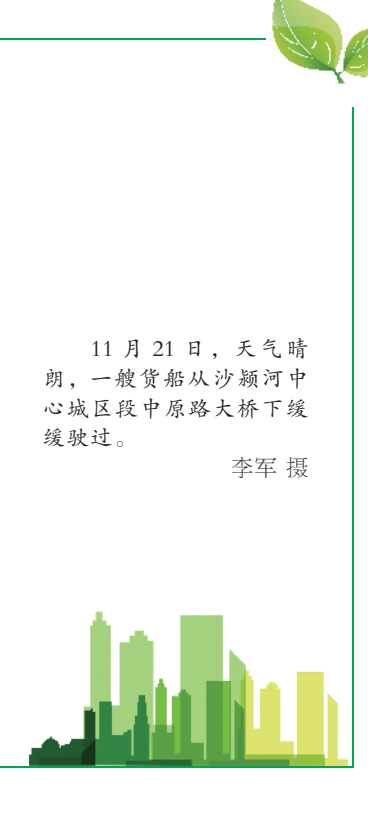 11 月 21 日，天气晴
朗，一艘货船从沙颍河中
心城区段中原路大桥下缓
缓驶过。
李军 摄